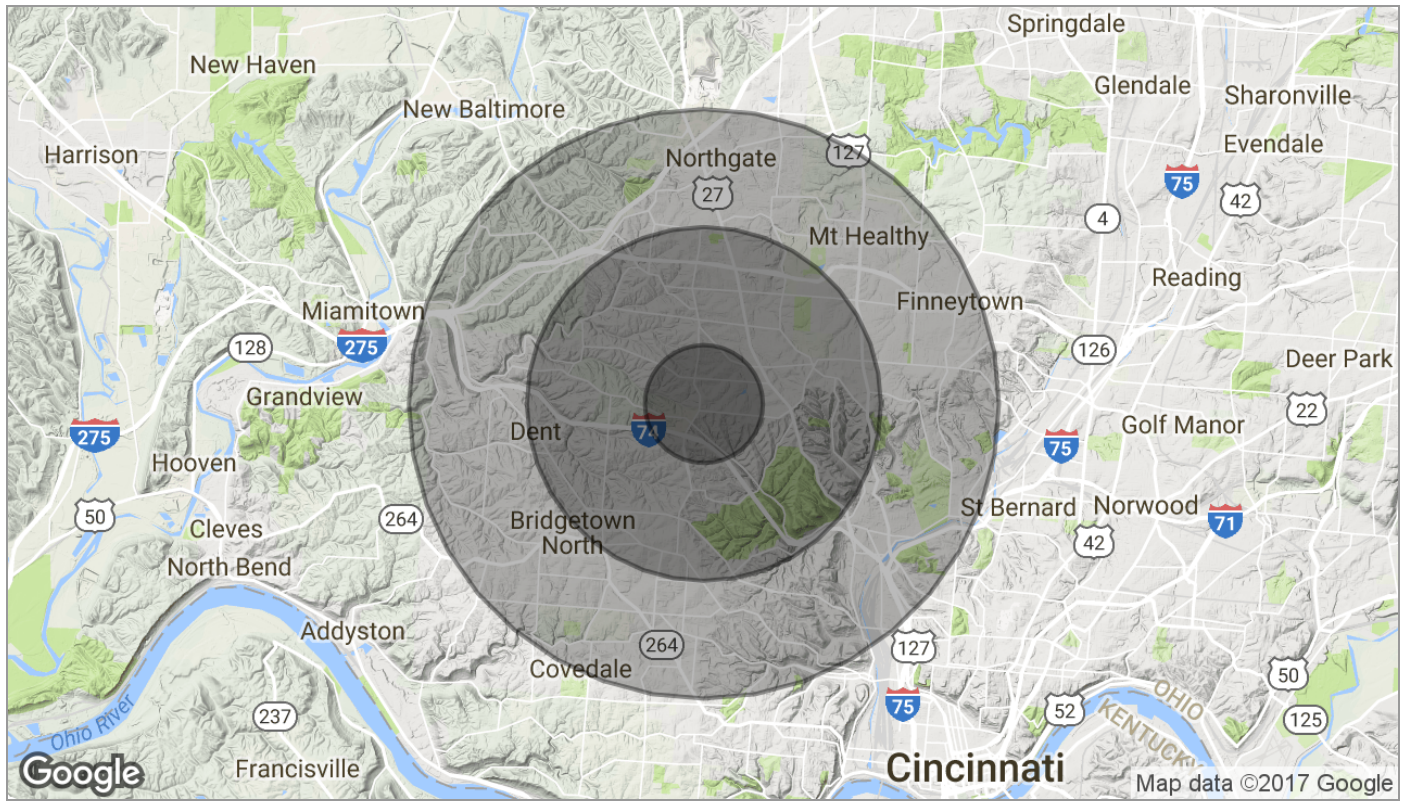 Springdale
New Haven
Glendale
Sharonville
New Baltimore
Evendale
Harrison
127
Northgate
75
27
42
4
Mt Healthy
Reading
Finneytown
Miamitown
275
128
126
Deer Park
Grandview
22
Golf Manor
Dent
74
275
75
Hooven
St Bernard
Norwood
50
264
Bridgetown
North
71
Cleves
42
North Bend
Addyston
264
127
Covedale
50
75
OHIO
52
Ohio River
237
KENTUCKY
125
Francisville
Cincinnati
Google
Map data ©2017 Google